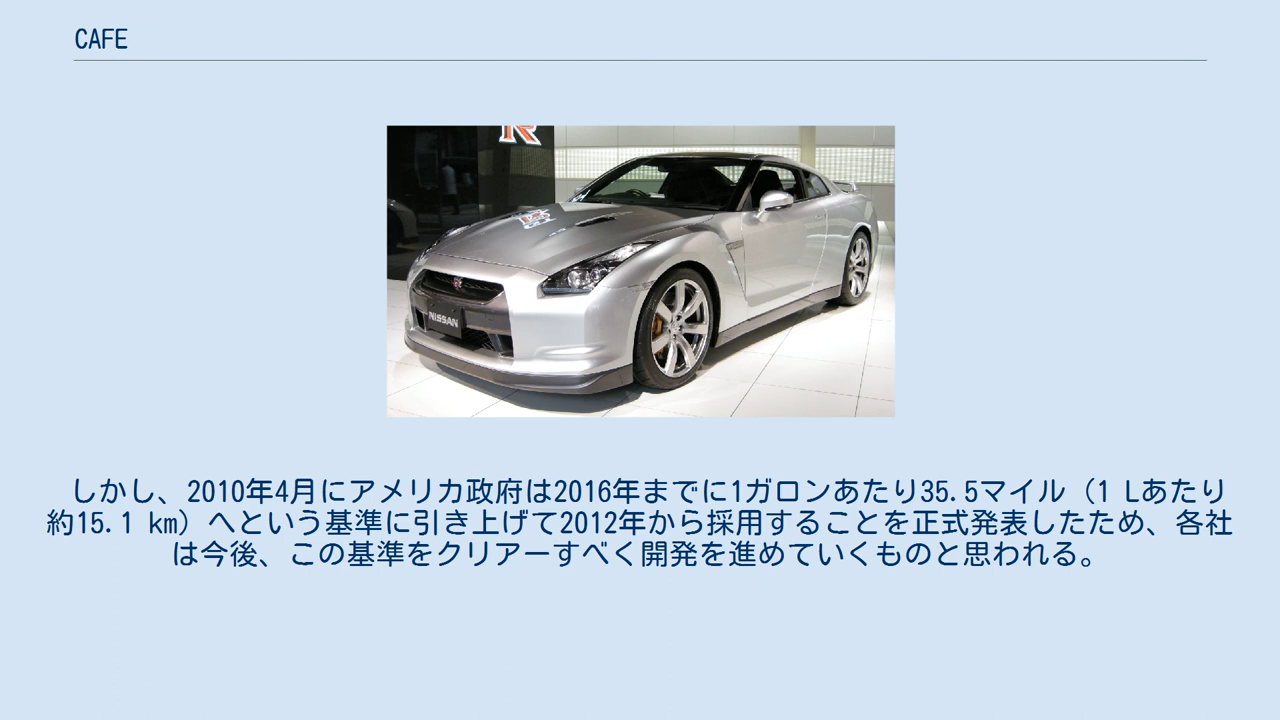 CAFE
R
R
NISSAN
しかし、2010年4月にアメリカ政府は2016年までに1ガロンあたり35.5マイル（1 Lあたり
約15.1 km）へという基準に引き上げて2012年から採用することを正式発表したため、各社
は今後、この基準をクリアーすべく開発を進めていくものと思われる。